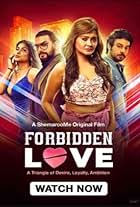 A ShemarooMe Original Film
FORBIDDEN
LOVE
A Triangle of Desire, Loyalty, Ambition
WATCH NOW